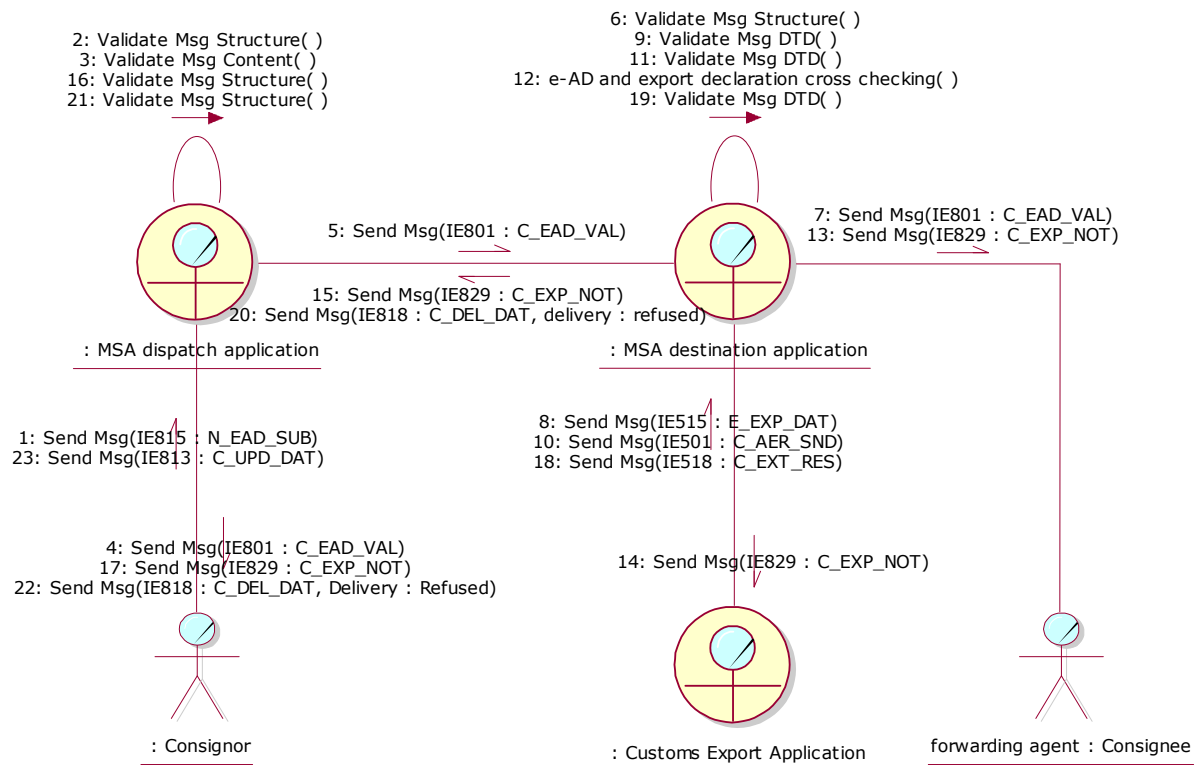 2: Validate Msg Structure( )
3: Validate Msg Content( )
16: Validate Msg Structure( )
21: Validate Msg Structure( )
6: Validate Msg Structure( )
9: Validate Msg DTD( )
11: Validate Msg DTD( )
12: e-AD and export declaration cross checking( )
19: Validate Msg DTD( )
5: Send Msg(IE801 : C_EAD_VAL)
7: Send Msg(IE801 : C_EAD_VAL)
13: Send Msg(IE829 : C_EXP_NOT)
15: Send Msg(IE829 : C_EXP_NOT)
20: Send Msg(IE818 : C_DEL_DAT, delivery : refused)
: MSA dispatch application
: MSA destination application
1: Send Msg(IE815 : N_EAD_SUB)
23: Send Msg(IE813 : C_UPD_DAT)
8: Send Msg(IE515 : E_EXP_DAT)
10: Send Msg(IE501 : C_AER_SND)
18: Send Msg(IE518 : C_EXT_RES)
4: Send Msg(IE801 : C_EAD_VAL)
17: Send Msg(IE829 : C_EXP_NOT)
22: Send Msg(IE818 : C_DEL_DAT, Delivery : Refused)
14: Send Msg(IE829 : C_EXP_NOT)
: Consignor
: Customs Export Application
forwarding agent : Consignee